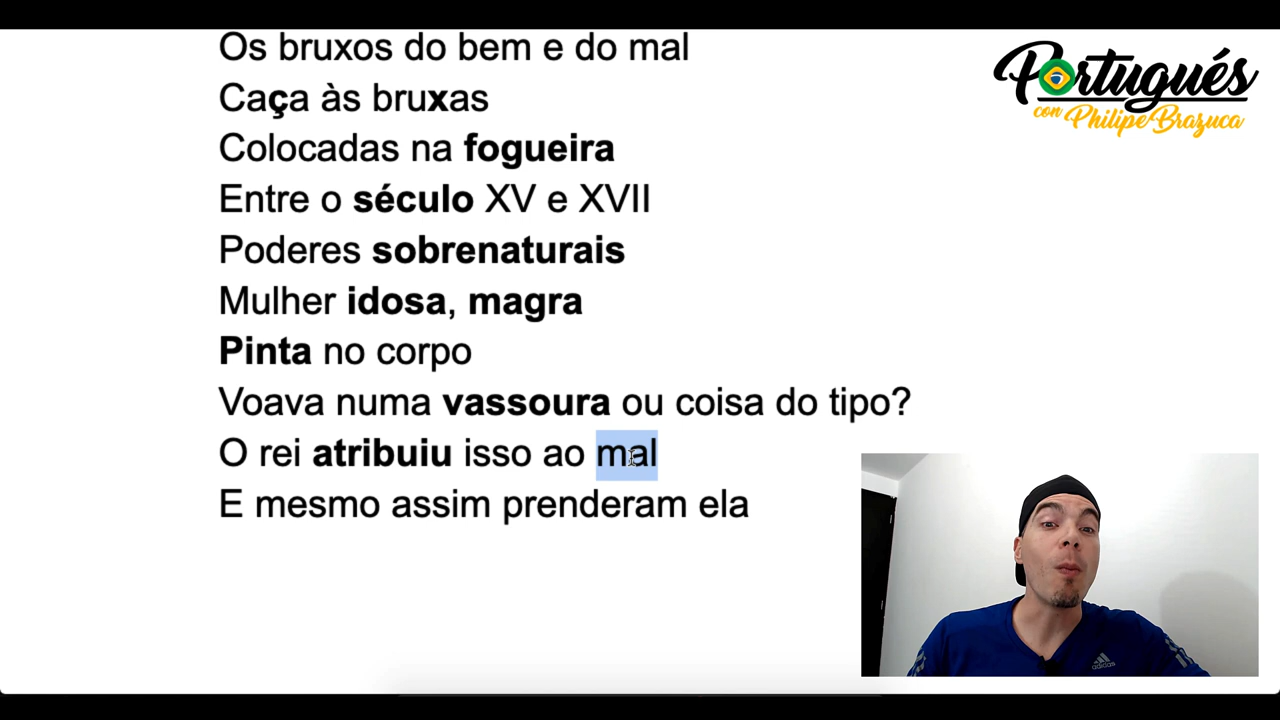 Os bruxos do bem e do mal
Caça às bruxas
Colocadas na fogueira
Entre o século XV e XVII
Poderes sobrenaturais
Mulher idosa, magra
Pinta no corpo
Voava numa vassoura ou coisa do tipo?
O rei atribuiu isso ao mal
E mesmo assim prenderam ela
Portugués
con Philipe Brazuca
adidas